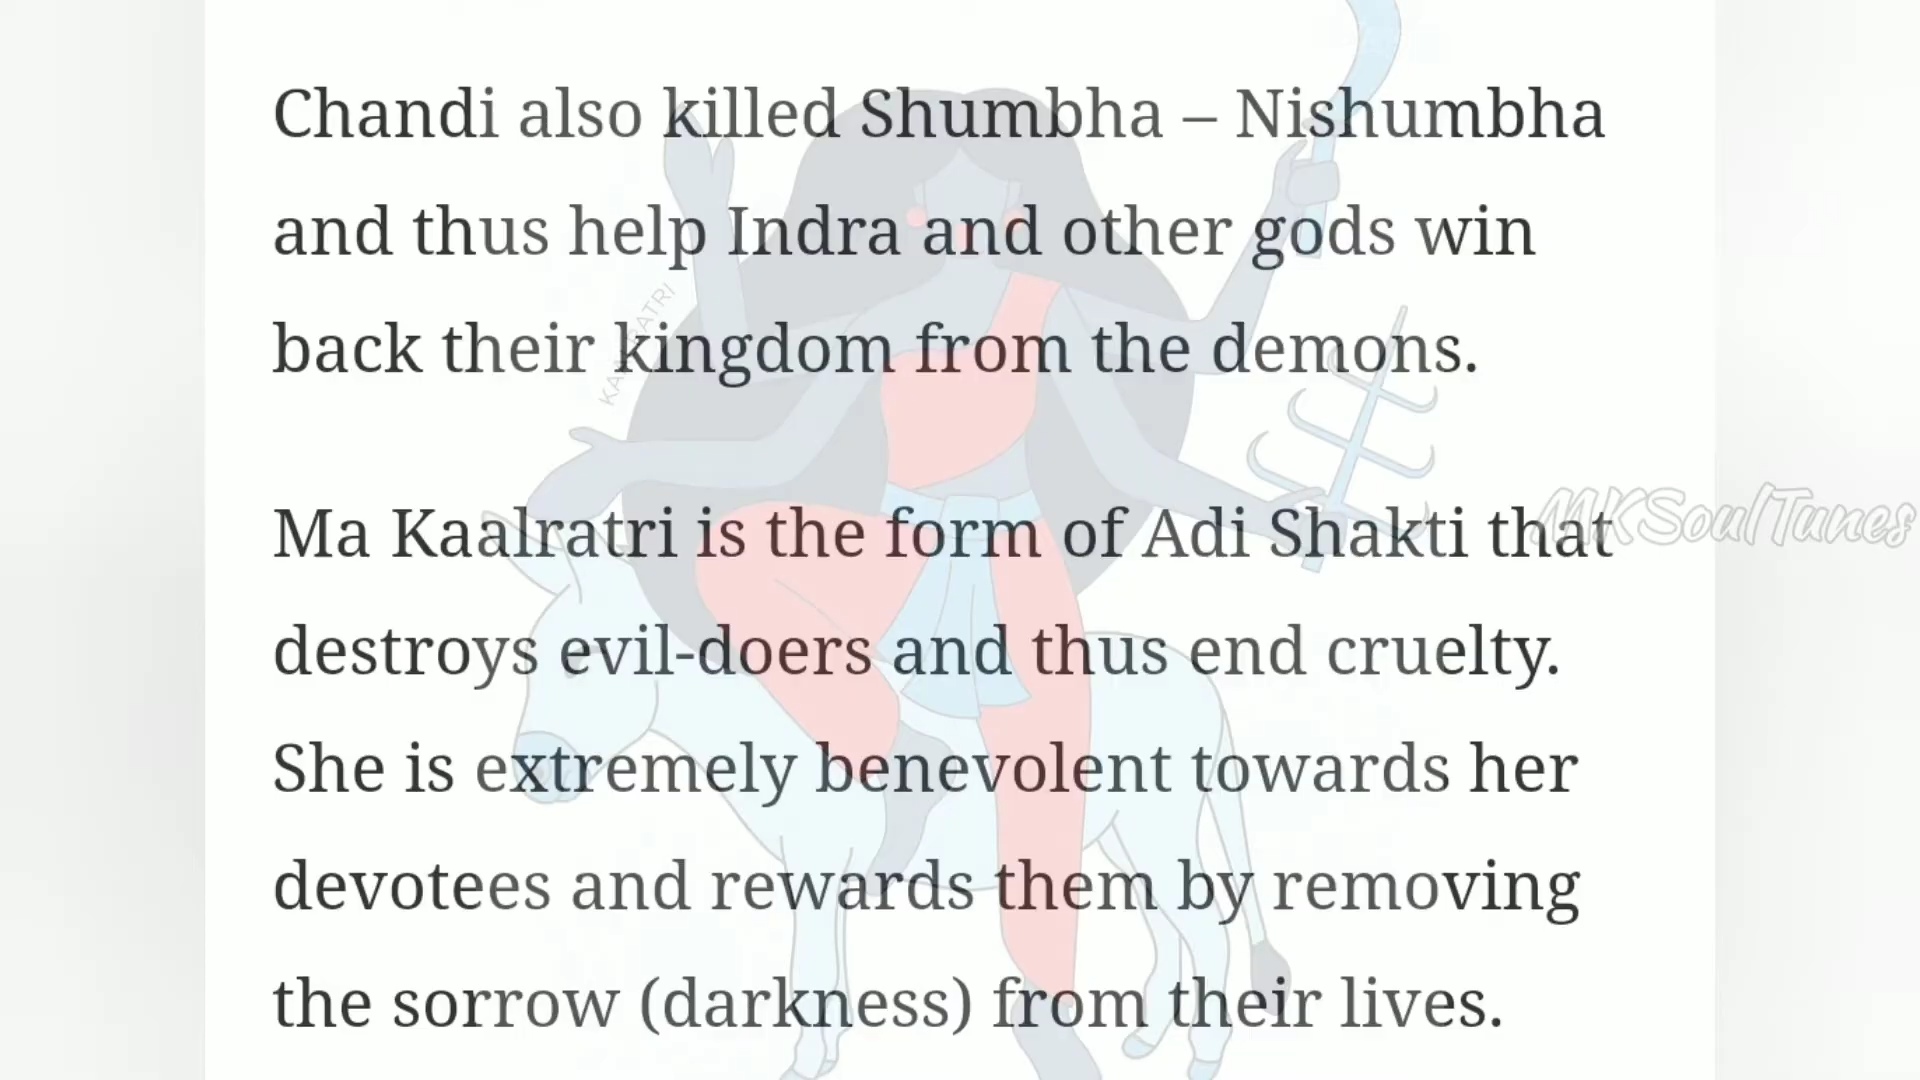 Chandi also killed Shumbha – Nishumbha
and thus help Indra and other gods win
back their kingdom from the demons.
KAALRATRI
Ma Kaalratri is the form of Adi Shakti that
MKSoulTunes
destroys evil-doers and thus end cruelty.
She is extremely benevolent towards her
devotees and rewards them by removing
the sorrow (darkness) from their lives.